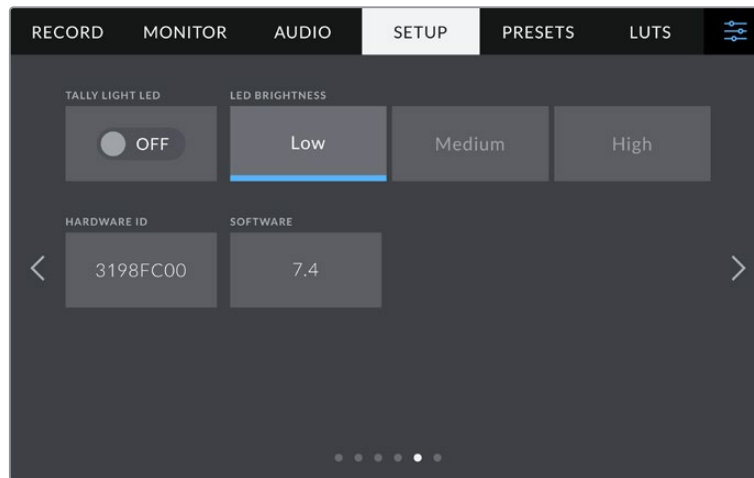 RECORD MONITOR AUDIO SETUP PRESETS LUTS
TALLY LIGHT LED LED BRIGHTNESS
OFF Low Medium High
HARDWARE ID SOFTWARE
3198FC00 7.4